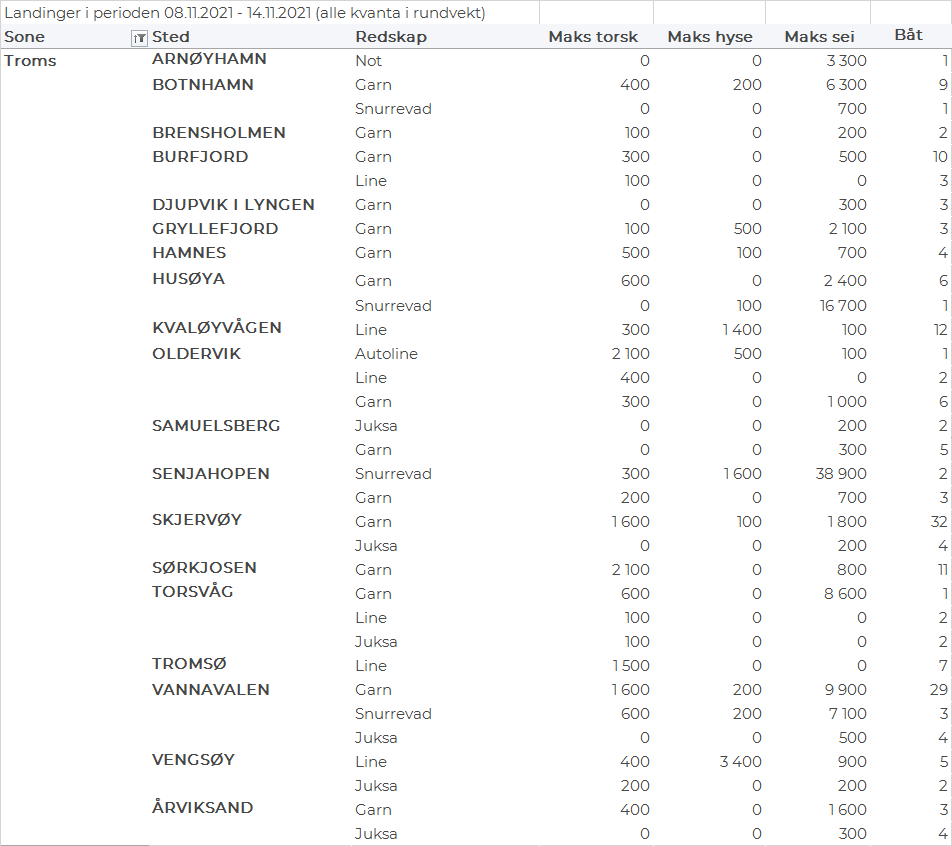 Landinger i perioden 08.11.2021 - 14.11.2021 (alle kvanta i rundvekt)
Sone Sted Redskap Maks torsk Maks hyse Maks sei Båt
Troms ARNØYHAMN Not 0 0 3 300 1
BOTNHAMN Garn 400 200 6 300 9
Snurrevad 0 0 700 1
BRENSHOLMEN Garn 100 0 200 2
BURFJORD Garn 300 0 500 10
Line 100 0 0 3
DJUPVIK I LYNGEN Garn 0 0 300 3
GRYLLEFJORD Garn 100 500 2 100 3
HAMNES Garn 500 100 700 4
HUSØYA Garn 600 0 2 400 6
Snurrevad 0 100 16 700 1
KVALØYVÅGEN Line 300 1 400 100 12
OLDERVIK Autoline 2 100 500 100 1
Line 400 0 0 2
Garn 300 0 1 000 6
SAMUELSBERG Juksa 0 0 200 2
Garn 0 0 300 5
SENJAHOPEN Snurrevad 300 1 600 38 900 2
Garn 200 0 700 3
SKJERVØY Garn 1 600 100 1 800 32
Juksa 0 0 200 4
SØRKJOSEN Garn 2 100 0 800 11
TORSVÅG Garn 600 0 8 600 1
Line 100 0 0 2
Juksa 100 0 0 2
TROMSØ Line 1 500 0 0 7
VANNAVALEN Garn 1 600 200 9 900 29
Snurrevad 600 200 7 100 3
Juksa 0 0 500 4
VENGSØY Line 400 3 400 900 5
Juksa 200 0 200 2
ÅRVIKSAND Garn 400 0 1 600 3
Juksa 0 0 300 4